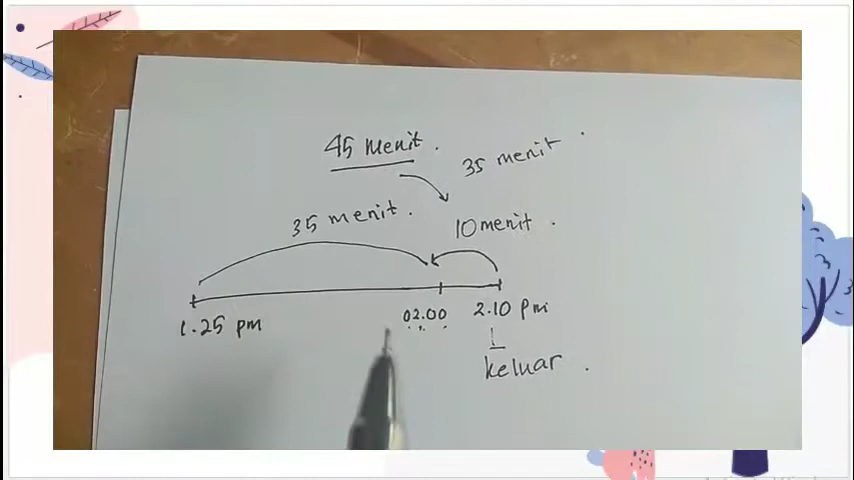 45 menit.
35 menit
35 menit.
10 menit.
1.25 pm
02.00
2.10 pm
keluar.